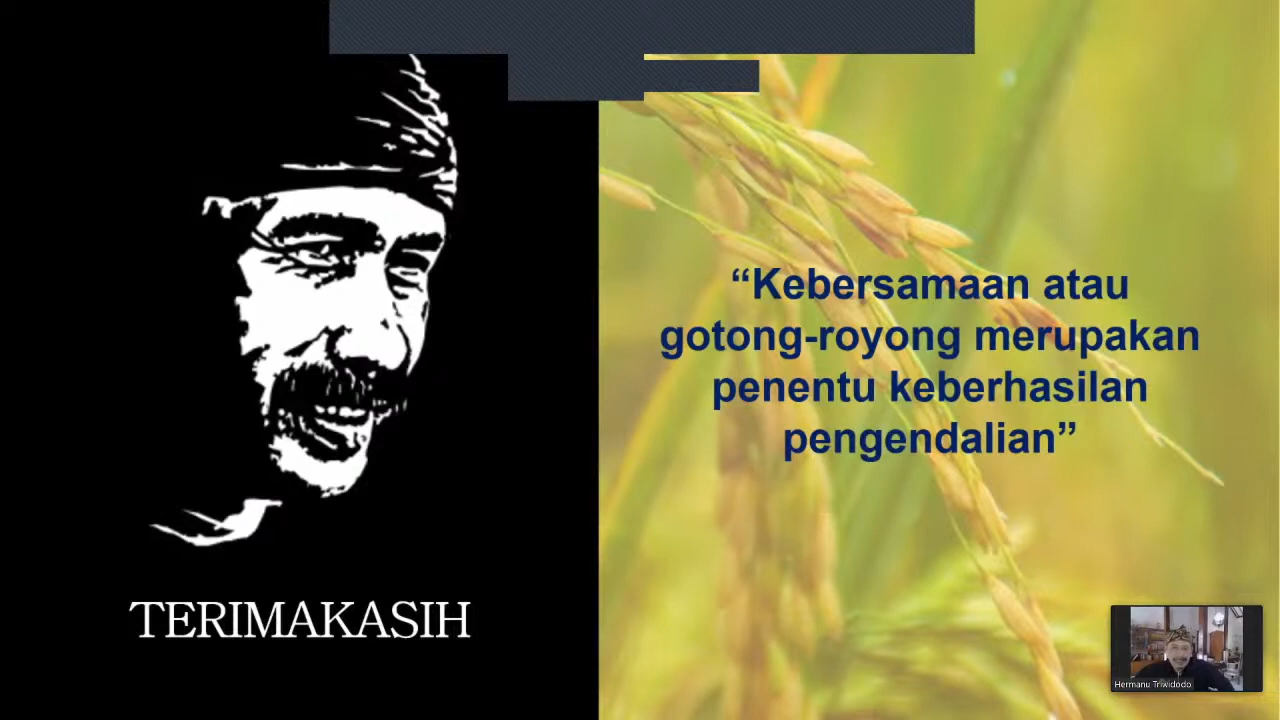 “Kebersamaan atau
gotong-royong merupakan
penentu keberhasilan
pengendalian”
TERIMAKASIH
Hermanu Triwidodo